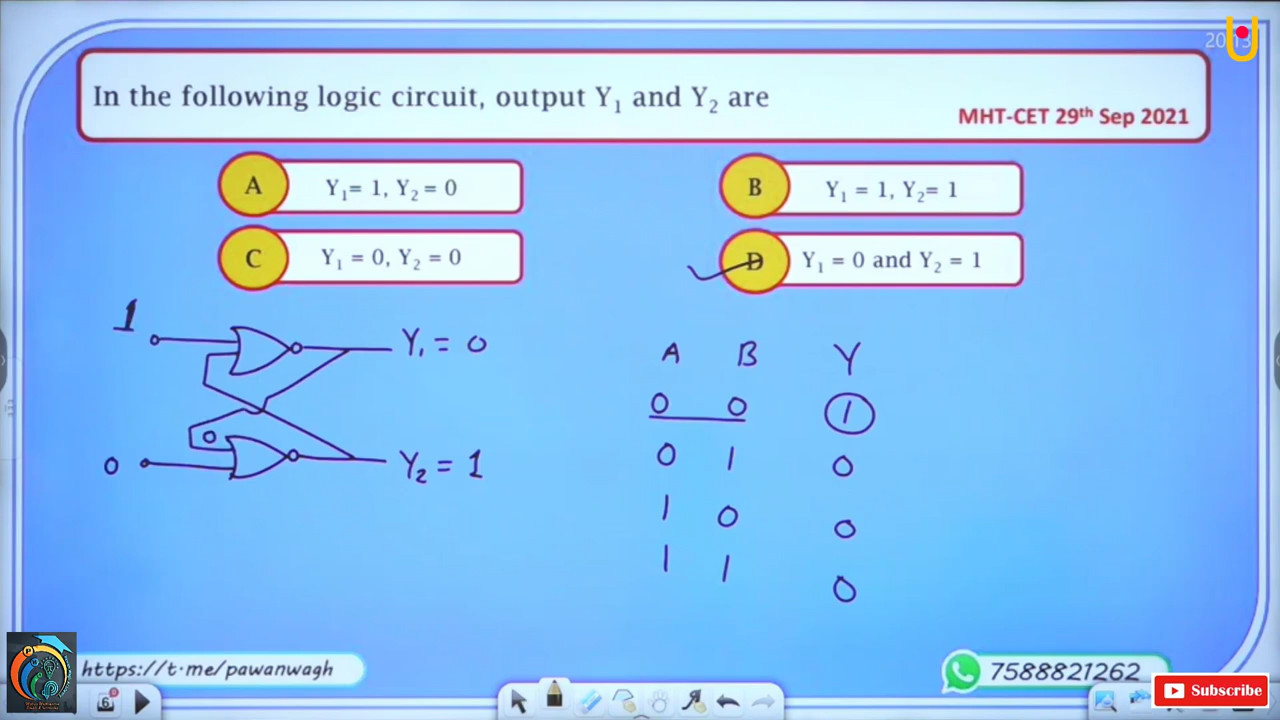 In the following logic circuit, output Y₁ and Y₂ are
MHT-CET 29th Sep 2021
A Y₁= 1, Y₂ = 0
B Y₁ = 1, Y₂= 1
C Y₁ = 0, Y₂ = 0
D Y₁ = 0 and Y₂ = 1
1
Y₁ = 0
0
0
Y₂ = 1
A B Y
0 0 1
0 1 0
1 0 0
1 1 0
https://t.me/pawanwagh
7588821262
6
Subscribe